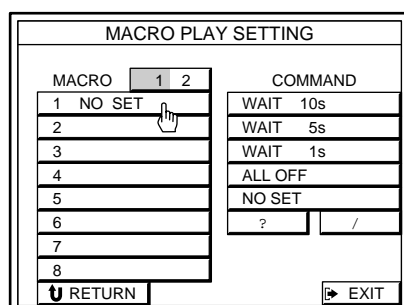 MACRO PLAY SETTING
MACRO 1 2
1 NO SET
2
3
4
5
6
7
8
COMMAND
WAIT 10s
WAIT 5s
WAIT 1s
ALL OFF
NO SET
? /
RETURN
EXIT